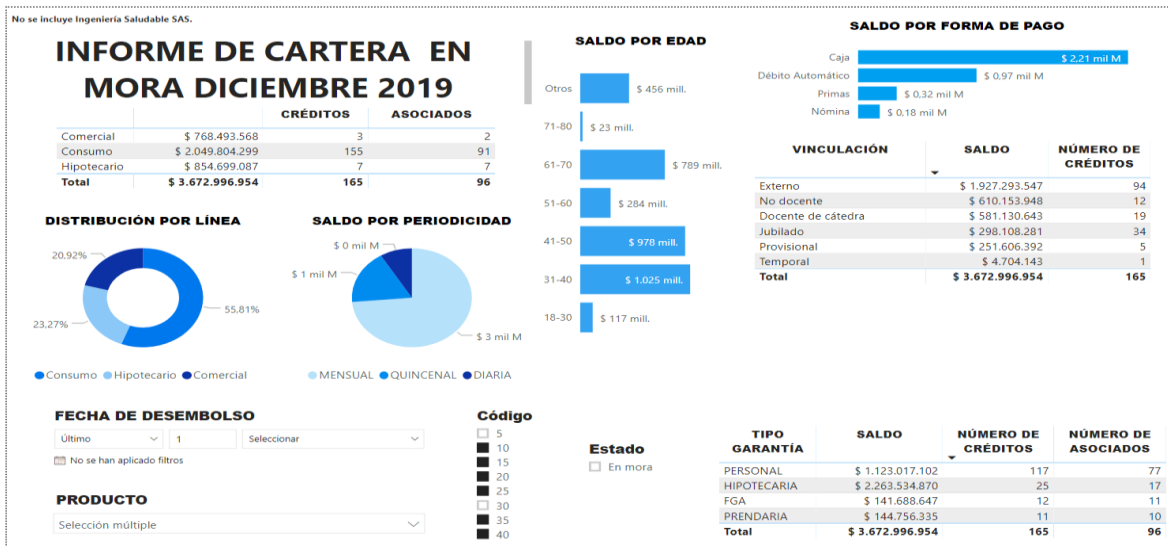 No se incluye Ingeniería Saludable SAS.
INFORME DE CARTERA EN
MORA DICIEMBRE 2019
CRÉDITOS ASOCIADOS
Comercial $ 768.493.568 3 2
Consumo $ 2.049.804.299 155 91
Hipotecario $ 854.699.087 7 7
Total $ 3.672.996.954 165 96
DISTRIBUCIÓN POR LÍNEA
20,92%
23,27%
55,81%
Consumo Hipotecario Comercial
SALDO POR PERIODICIDAD
$ 0 mil M
$ 1 mil M
$ 3 mil M
MENSUAL QUINCENAL DIARIA
SALDO POR EDAD
Otros $ 456 mill.
71-80 $ 23 mill.
61-70 $ 789 mill.
51-60 $ 284 mill.
41-50 $ 978 mill.
31-40 $ 1.025 mill.
18-30 $ 117 mill.
SALDO POR FORMA DE PAGO
Caja $ 2,21 mil M
Débito Automático $ 0,97 mil M
Primas $ 0,32 mil M
Nómina $ 0,18 mil M
VINCULACIÓN SALDO NÚMERO DE
CRÉDITOS
Externo $ 1.927.293.547 94
No docente $ 610.153.948 12
Docente de cátedra $ 581.130.643 19
Jubilado $ 298.108.281 34
Provisional $ 251.606.392 5
Temporal $ 4.704.143 1
Total $ 3.672.996.954 165
FECHA DE DESEMBOLSO
Último 1 Seleccionar
No se han aplicado filtros
PRODUCTO
Selección múltiple
Código
5
10
15
20
25
30
35
40
Estado
En mora
TIPO SALDO NÚMERO DE NÚMERO DE
GARANTÍA CRÉDITOS ASOCIADOS
PERSONAL $ 1.123.017.102 117 77
HIPOTECARIA $ 2.263.534.870 25 17
FGA $ 141.688.647 12 11
PRENDARIA $ 144.756.335 11 10
Total $ 3.672.996.954 165 96